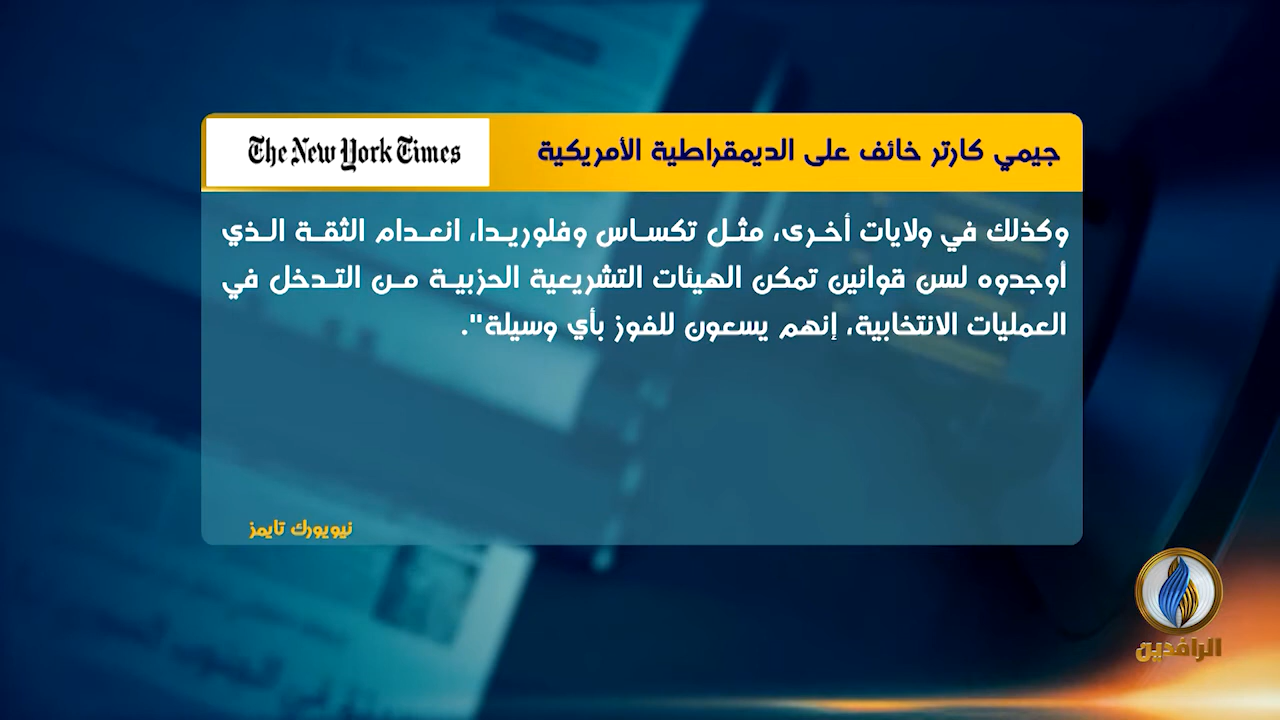 جيمي كارتر خائف على الديمقراطية الأمريكية
The New York Times
وكذلك في ولايات أخرى، مثل تكساس وفلوريدا، انعدام الثقة الذي
أوجدوه لسن قوانين تمكن الهيئات التشريعية الحزبية من التدخل في
العمليات الانتخابية، إنهم يسعون للفوز بأي وسيلة".
نيويورك تايمز
الرافدين